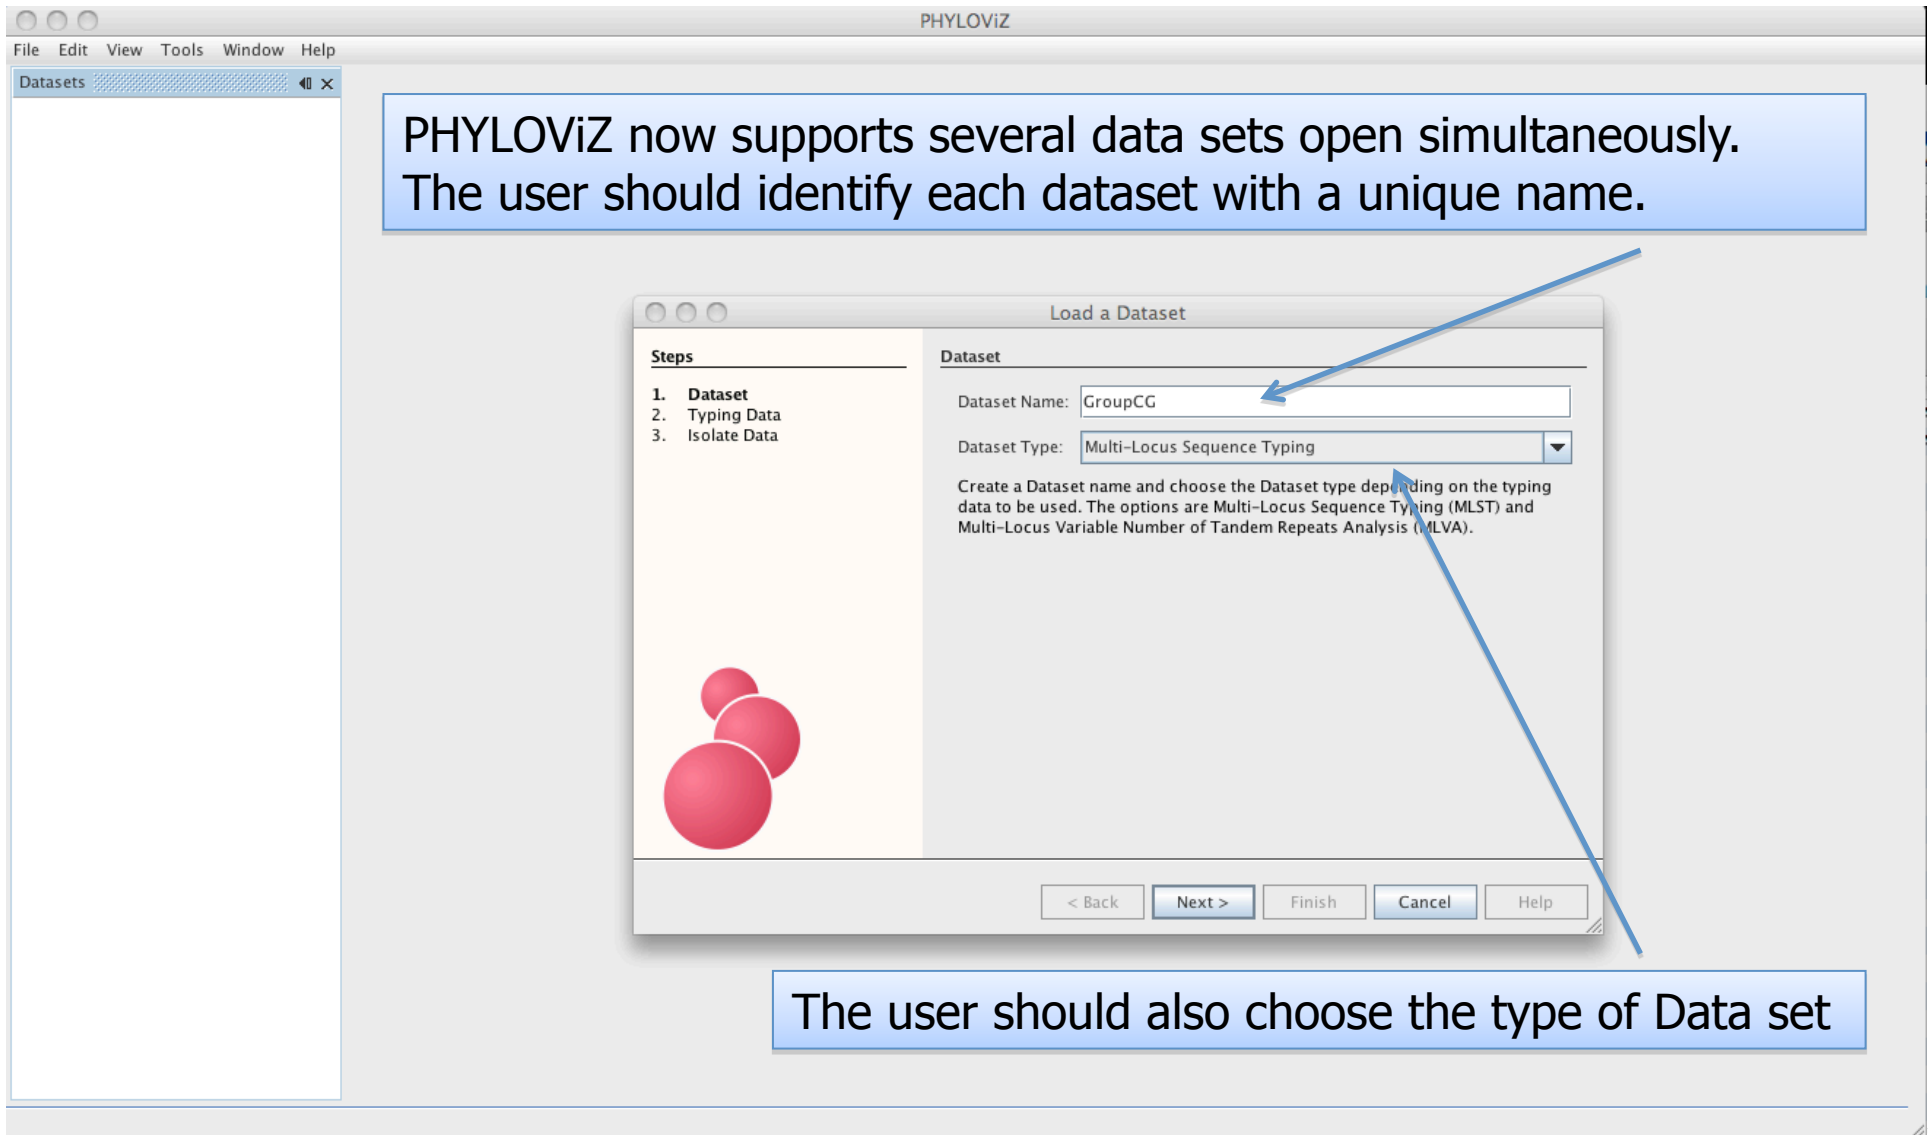 PHYLOViZ
File Edit View Tools Window Help
Datasets
PHYLOViZ now supports several data sets open simultaneously.
The user should identify each dataset with a unique name.
Load a Dataset
Steps
1. Dataset
2. Typing Data
3. Isolate Data
Dataset
Dataset Name: GroupCG
Dataset Type: Multi-Locus Sequence Typing
Create a Dataset name and choose the Dataset type depending on the typing
data to be used. The options are Multi-Locus Sequence Typing (MLST) and
Multi-Locus Variable Number of Tandem Repeats Analysis (MLVA).
< Back Next > Finish Cancel Help
The user should also choose the type of Data set